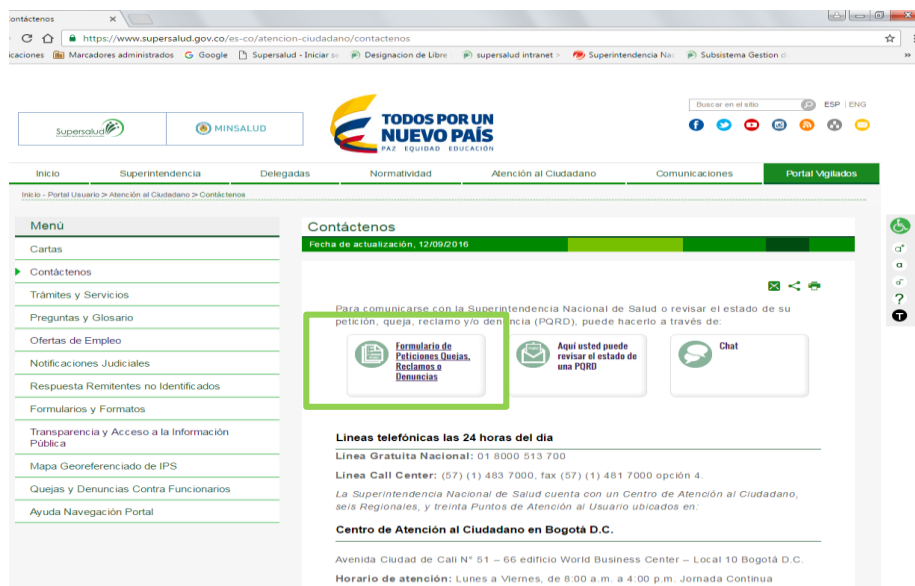 ontáctenos
https://www.supersalud.gov.co/es-co/atencion-ciudadano/contactenos
icaciones Marcadores administrados Google Supersalud - Iniciar se Designacion de Libre supersalud intranet > Superintendencia Nac Subsistema Gestion d
Supersalud
MINSALUD
TODOS POR UN
NUEVO PAÍS
PAZ EQUIDAD EDUCACIÓN
Buscar en el sitio
ESP | ENG
Inicio Superintendencia Delegadas Normatividad Atención al Ciudadano Comunicaciones Portal Vigilados
Inicio - Portal Usuario > Atención al Ciudadano > Contáctenos
Menú
Cartas
Contáctenos
Trámites y Servicios
Preguntas y Glosario
Ofertas de Empleo
Notificaciones Judiciales
Respuesta Remitentes no Identificados
Formularios y Formatos
Transparencia y Acceso a la Información
Pública
Mapa Georeferenciado de IPS
Quejas y Denuncias Contra Funcionarios
Ayuda Navegación Portal
Contáctenos
Fecha de actualización, 12/09/2016
Para comunicarse con la Superintendencia Nacional de Salud o revisar el estado de su
petición, queja, reclamo y/o denuncia (PQRD), puede hacerlo a través de:
Formulario de
Peticiones Quejas,
Reclamos o
Denuncias
Aquí usted puede
revisar el estado de
una PQRD
Chat
Líneas telefónicas las 24 horas del día
Línea Gratuita Nacional: 01 8000 513 700
Línea Call Center: (57) (1) 483 7000, fax (57) (1) 481 7000 opción 4.
La Superintendencia Nacional de Salud cuenta con un Centro de Atención al Ciudadano,
seis Regionales, y treinta Puntos de Atención al Usuario ubicados en:
Centro de Atención al Ciudadano en Bogotá D.C.
Avenida Ciudad de Cali N° 51 – 66 edificio World Business Center – Local 10 Bogotá D.C.
Horario de atención: Lunes a Viernes, de 8:00 a.m. a 4:00 p.m. Jornada Continua
a+
a
a-
?
T